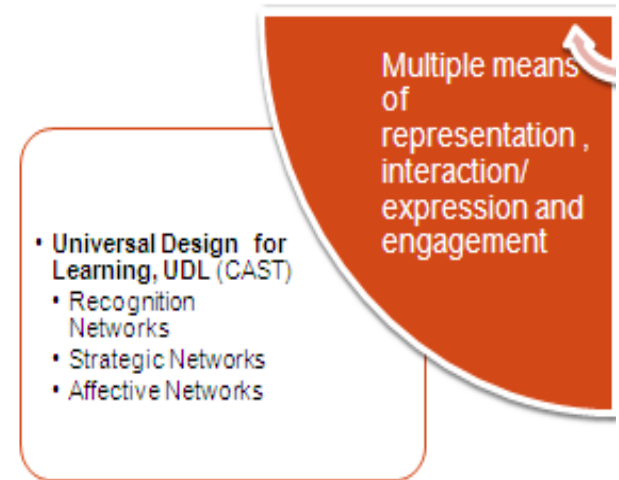 Multiple means
of
representation ,
interaction/
expression and
engagement
• Universal Design for
Learning, UDL (CAST)
• Recognition
Networks
• Strategic Networks
• Affective Networks